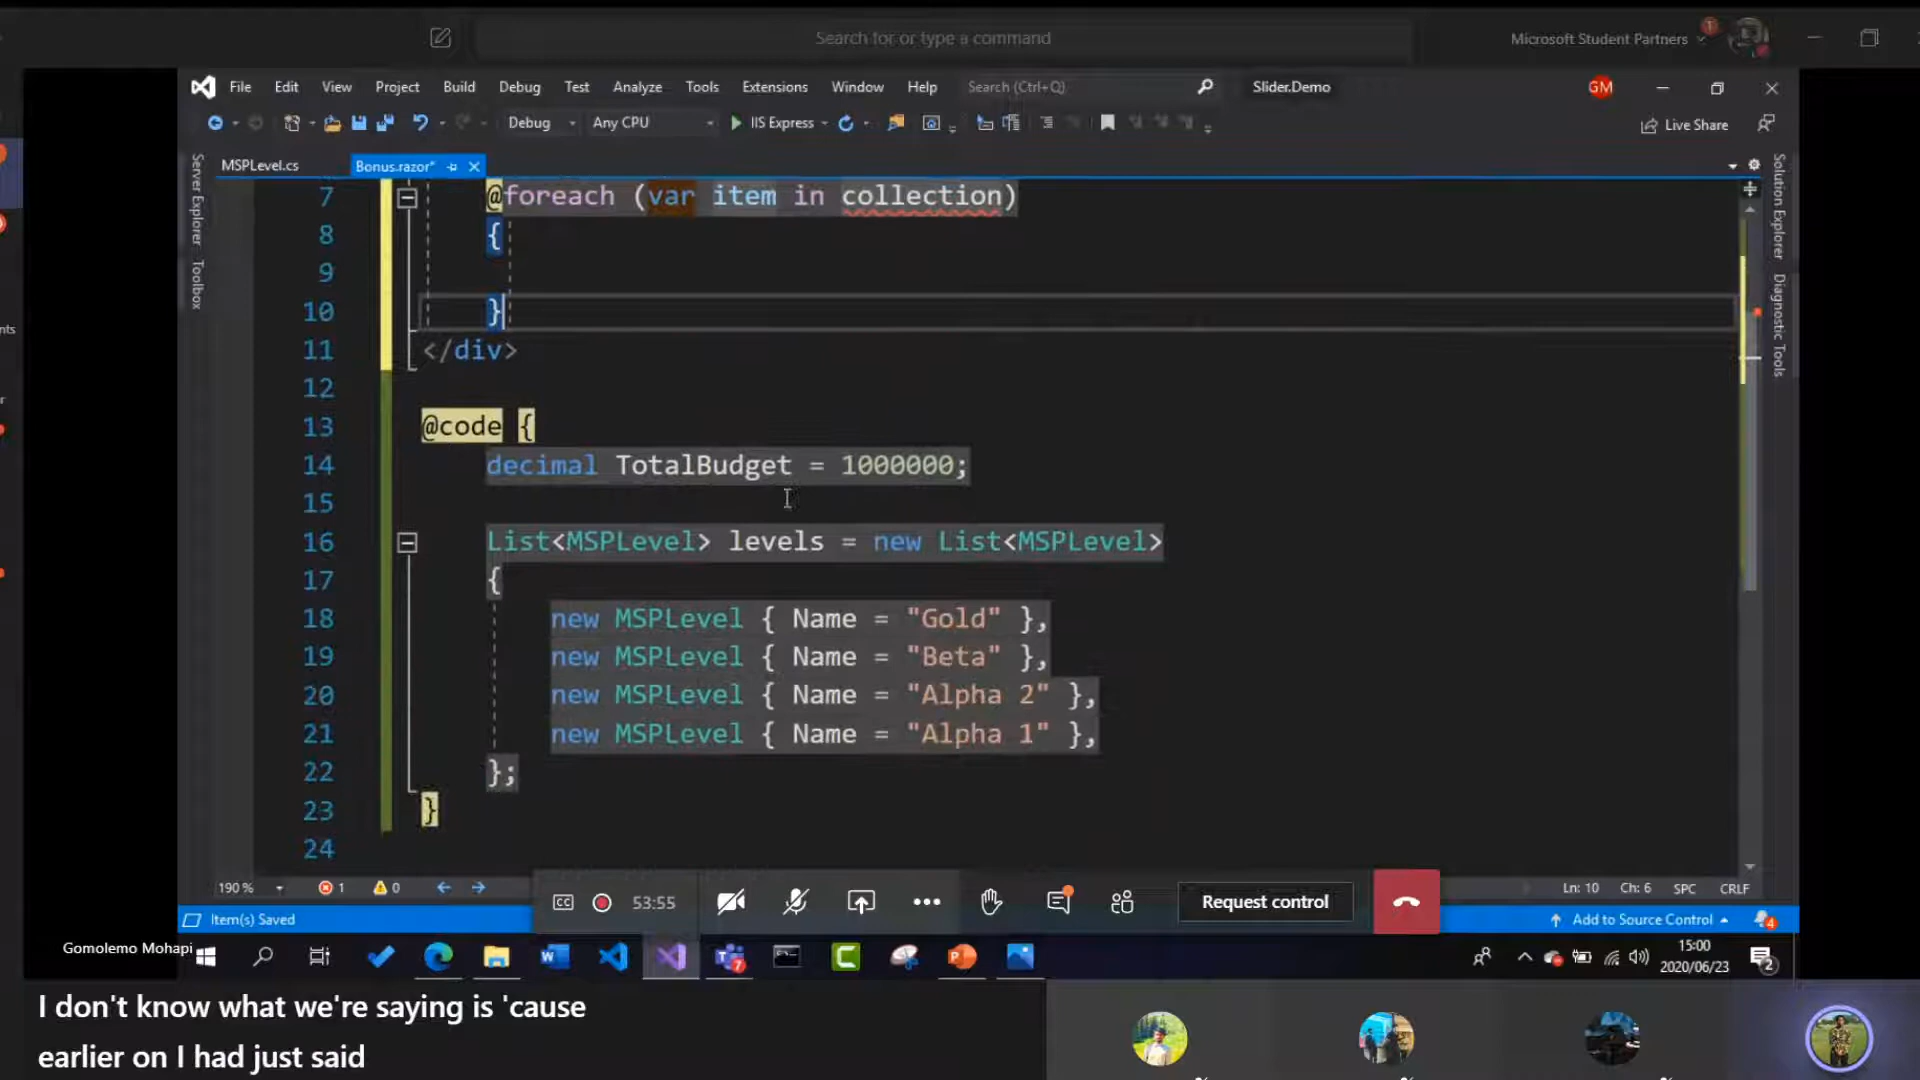 Search for or type a command
Microsoft Student Partners
File Edit View Project Build Debug Test Analyze Tools Extensions Window Help Search (Ctrl+Q) Slider.Demo GM
Debug Any CPU IIS Express Live Share
MSPLevel.cs Bonus.razor*
Server Explorer
Toolbox
Solution Explorer
Diagnostic Tools
7 @foreach (var item in collection)
8 {
9
10 }
11 </div>
12
13 @code {
14 decimal TotalBudget = 1000000;
15
16 List<MSPLevel> levels = new List<MSPLevel>
17 {
18 new MSPLevel { Name = "Gold" },
19 new MSPLevel { Name = "Beta" },
20 new MSPLevel { Name = "Alpha 2" },
21 new MSPLevel { Name = "Alpha 1" },
22 };
23 }
24
190 % 1 0 Ln: 10 Ch: 6 SPC CRLF
CC 53:55 Request control
Item(s) Saved Add to Source Control 4
Gomolemo Mohapi
15:00
2020/06/23
2
I don't know what we're saying is 'cause
earlier on I had just said